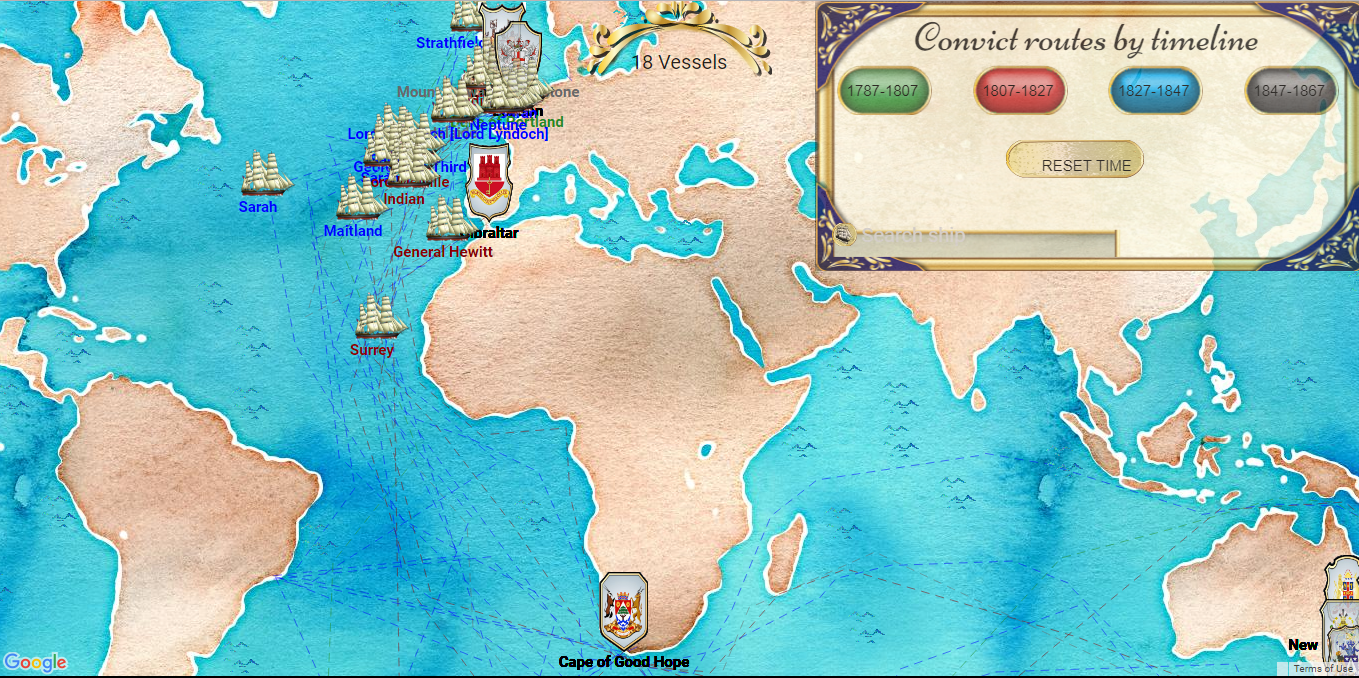 Convict routes by timeline
1787-1807
1807-1827
1827-1847
1847-1867
RESET TIME
Search ship
18 Vessels
Strathfield
Neptune
[Lord Lyndoch]
Third
Indian
Sarah
Maitland
General Hewitt
Surrey
Cape of Good Hope
New
Google
Terms of Use